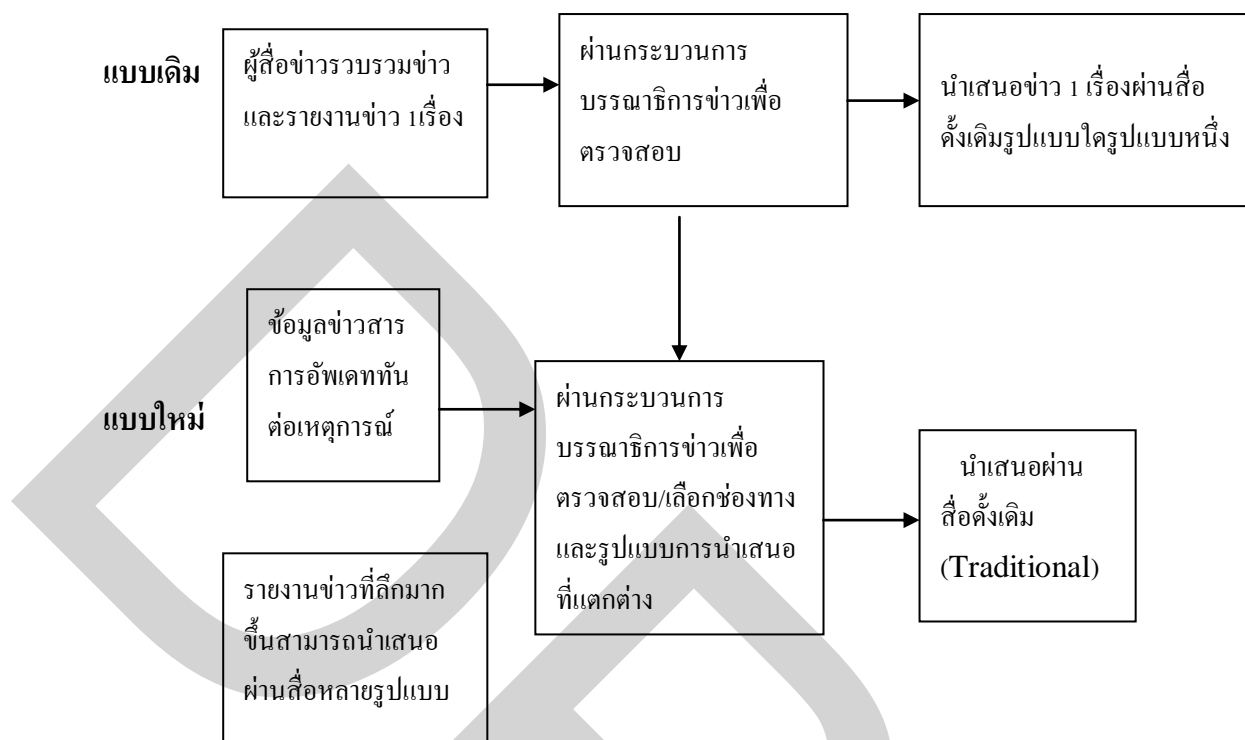 แบบเดิม
ผู้สื่อข่าวรวบรวมข่าว
และรายงานข่าว 1เรื่อง
ผ่านกระบวนการ
บรรณาธิการข่าวเพื่อ
ตรวจสอบ
นำเสนอข่าว 1 เรื่องผ่านสื่อ
ดั้งเดิมรูปแบบใดรูปแบบหนึ่ง
แบบใหม่
ข้อมูลข่าวสาร
การอัพเดททัน
ต่อเหตุการณ์
ผ่านกระบวนการ
บรรณาธิการข่าวเพื่อ
ตรวจสอบ/เลือกช่องทาง
และรูปแบบการนำเสนอ
ที่แตกต่าง
นำเสนอผ่าน
สื่อดั้งเดิม
(Traditional)
รายงานข่าวที่ลึกมาก
ขึ้นสามารถนำเสนอ
ผ่านสื่อหลายรูปแบบ